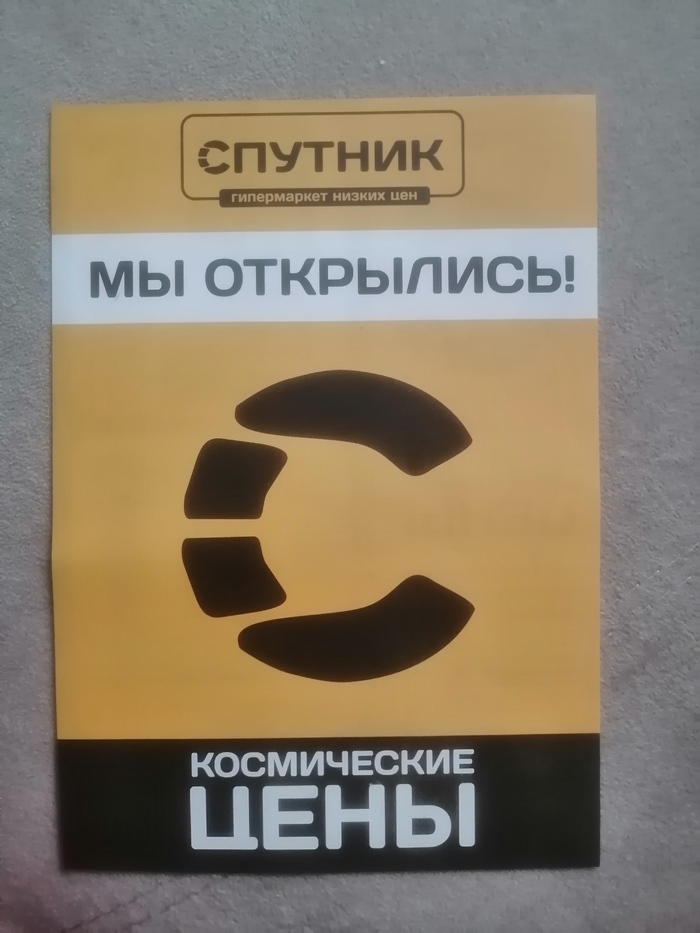 СПУТНИК
гипермаркет низких цен
МЫ ОТКРЫЛИСЬ!
С
КОСМИЧЕСКИЕ
ЦЕНЫ